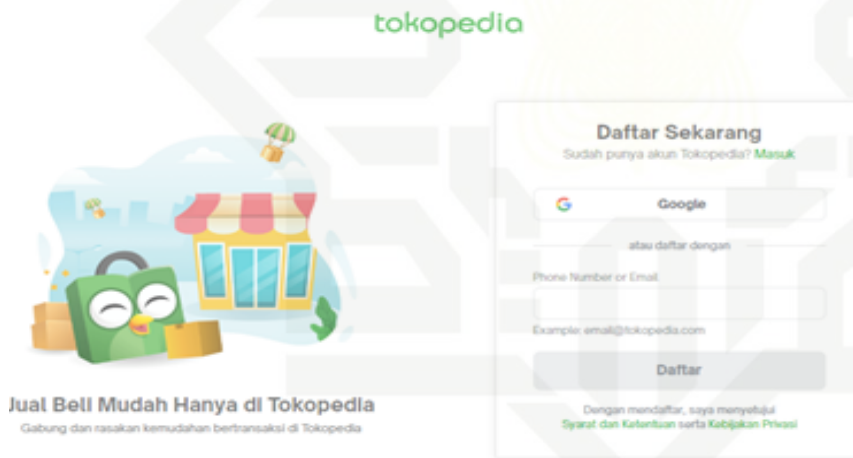 tokopedia
Daftar Sekarang
Sudah punya akun Tokopedia? Masuk
Google
atau daftar dengan
Phone Number or Email
Example: email@tokopedia.com
Daftar
Dengan mendaftar, saya menyetujui
Syarat dan Ketentuan serta Kebijakan Privasi
Jual Beli Mudah Hanya di Tokopedia
Gabung dan rasakan kemudahan bertransaksi di Tokopedia